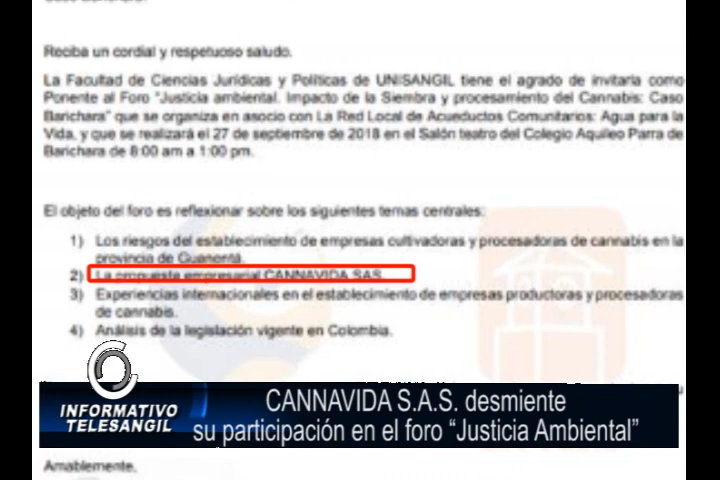 Reciba un cordial y respetuoso saludo.
La Facultad de Ciencias Jurídicas y Políticas de UNISANGIL tiene el agrado de invitarla como
Ponente al Foro "Justicia ambiental. Impacto de la Siembra y procesamiento del Cannabis: Caso
Barichara" que se organiza en asocio con La Red Local de Acueductos Comunitarios: Agua para la
Vida, y que se realizará el 27 de septiembre de 2018 en el Salón teatro del Colegio Aquileo Parra de
Barichara de 8:00 am a 1:00 pm.
El objeto del foro es reflexionar sobre los siguientes temas centrales:
1) Los riesgos del establecimiento de empresas cultivadoras y procesadoras de cannabis en la
provincia de Guanentá.
2) La propuesta empresarial CANNAVIDA SAS
3) Experiencias internacionales en el establecimiento de empresas productoras y procesadoras
de cannabis.
4) Análisis de la legislación vigente en Colombia.
INFORMATIVO
TELESANGIL
CANNAVIDA S.A.S. desmiente
su participación en el foro “Justicia Ambiental”
Amablemente,